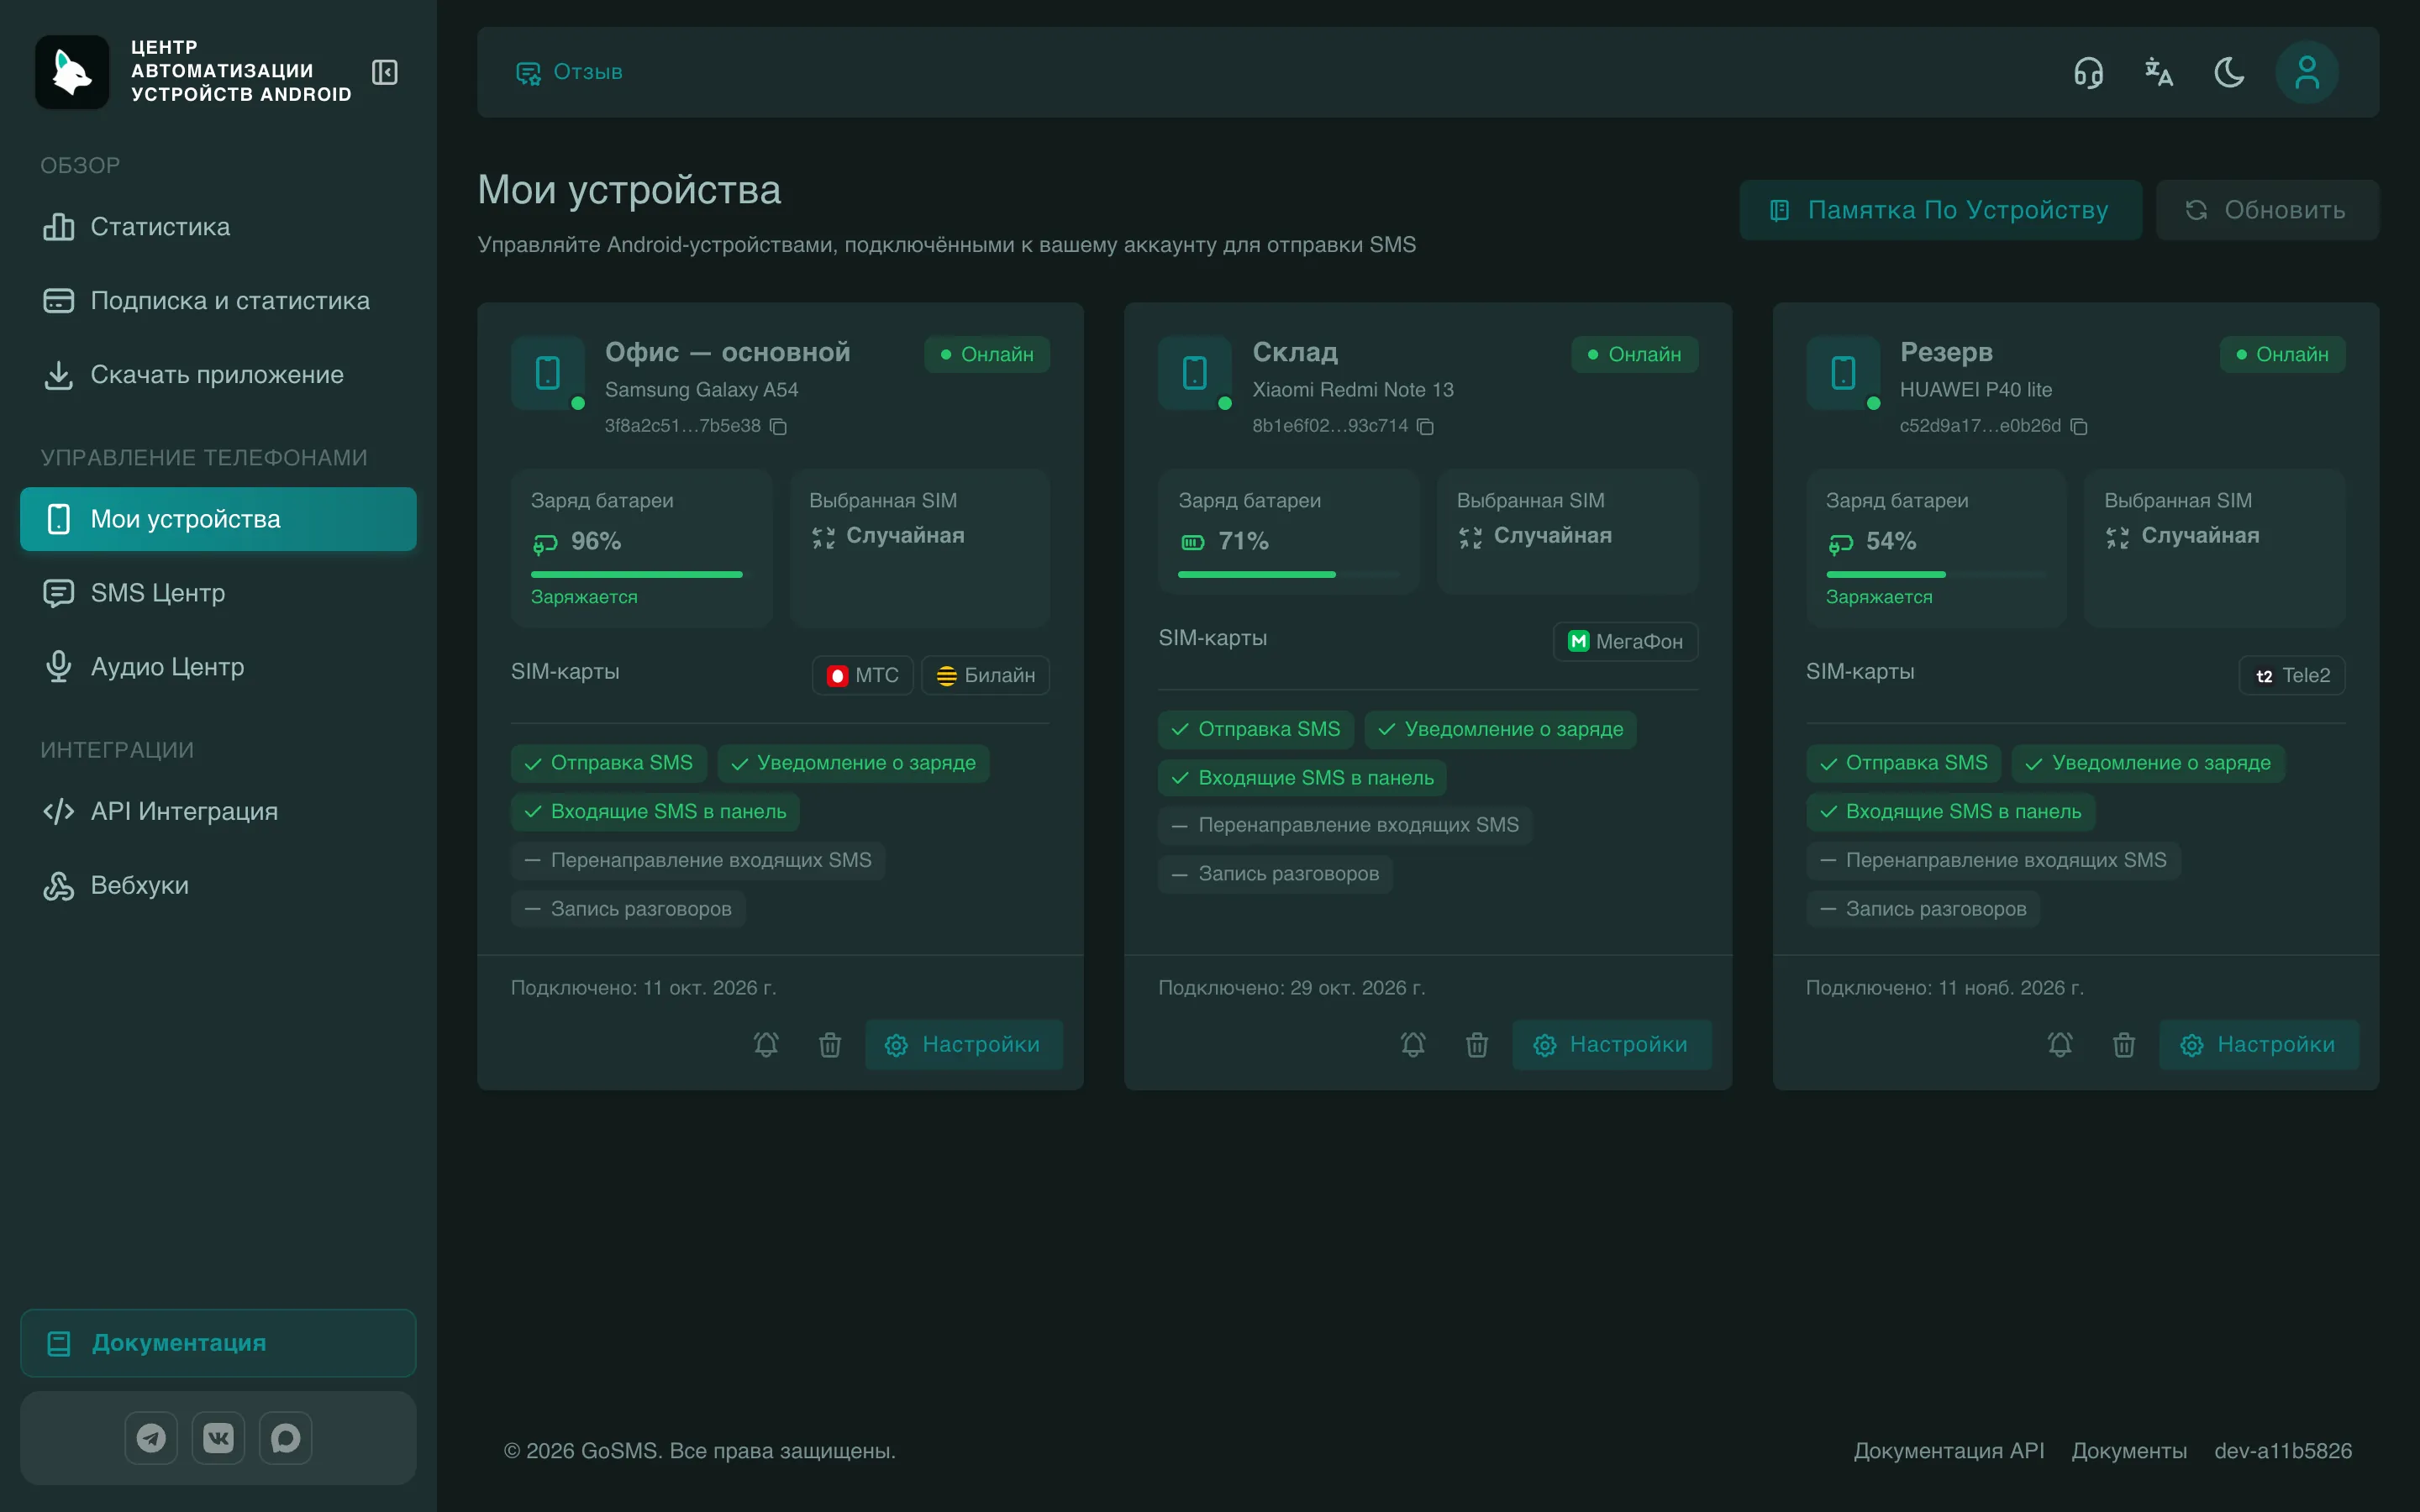 ЦЕНТР
АВТОМАТИЗАЦИИ
УСТРОЙСТВ ANDROID
ОБЗОР
Статистика
Подписка и статистика
Скачать приложение
УПРАВЛЕНИЕ ТЕЛЕФОНАМИ
Мои устройства
SMS Центр
Аудио Центр
ИНТЕГРАЦИИ
API Интеграция
Вебхуки
Документация
Отзыв
Мои устройства
Управляйте Android-устройствами, подключёнными к вашему аккаунту для отправки SMS
Памятка По Устройству
Обновить
Офис — основной
Онлайн
Samsung Galaxy A54
3f8a2c51…7b5e38
Заряд батареи
96%
Заряжается
Выбранная SIM
Случайная
SIM-карты
МТС
Билайн
Отправка SMS
Уведомление о заряде
Входящие SMS в панель
Перенаправление входящих SMS
Запись разговоров
Подключено: 11 окт. 2026 г.
Настройки
Склад
Онлайн
Xiaomi Redmi Note 13
8b1e6f02…93c714
Заряд батареи
71%
Выбранная SIM
Случайная
SIM-карты
МегаФон
Отправка SMS
Уведомление о заряде
Входящие SMS в панель
Перенаправление входящих SMS
Запись разговоров
Подключено: 29 окт. 2026 г.
Настройки
Резерв
Онлайн
HUAWEI P40 lite
c52d9a17…e0b26d
Заряд батареи
54%
Заряжается
Выбранная SIM
Случайная
SIM-карты
t2 Tele2
Отправка SMS
Уведомление о заряде
Входящие SMS в панель
Перенаправление входящих SMS
Запись разговоров
Подключено: 11 нояб. 2026 г.
Настройки
© 2026 GoSMS. Все права защищены.
Документация API
Документы
dev-a11b5826